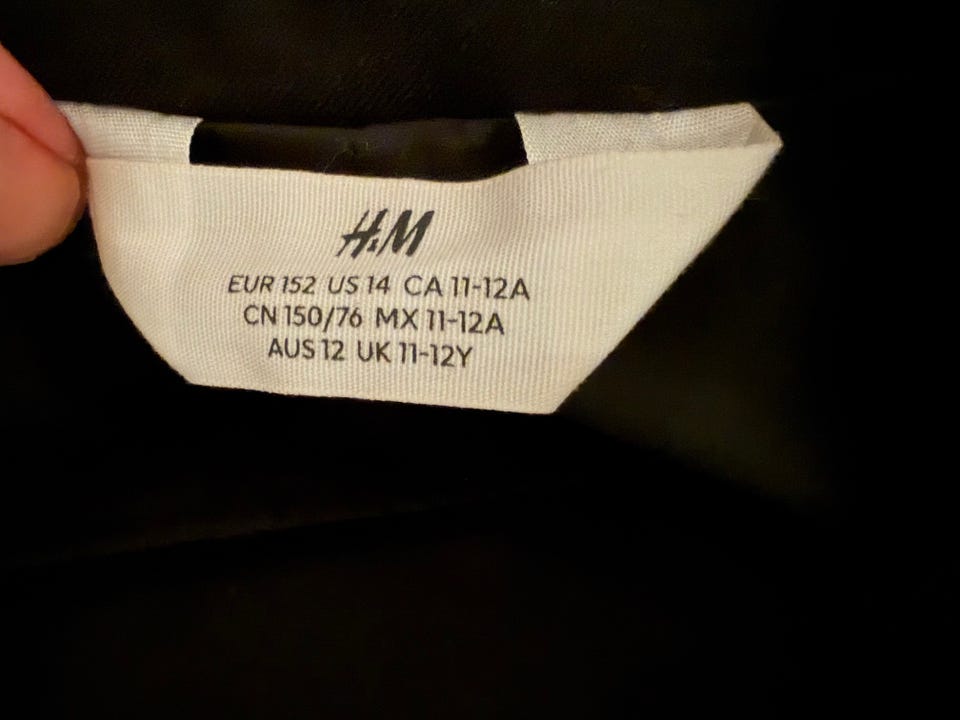 H&M
EUR 152 US 14 CA 11-12A
CN 150/76 MX 11-12A
AUS 12 UK 11-12Y